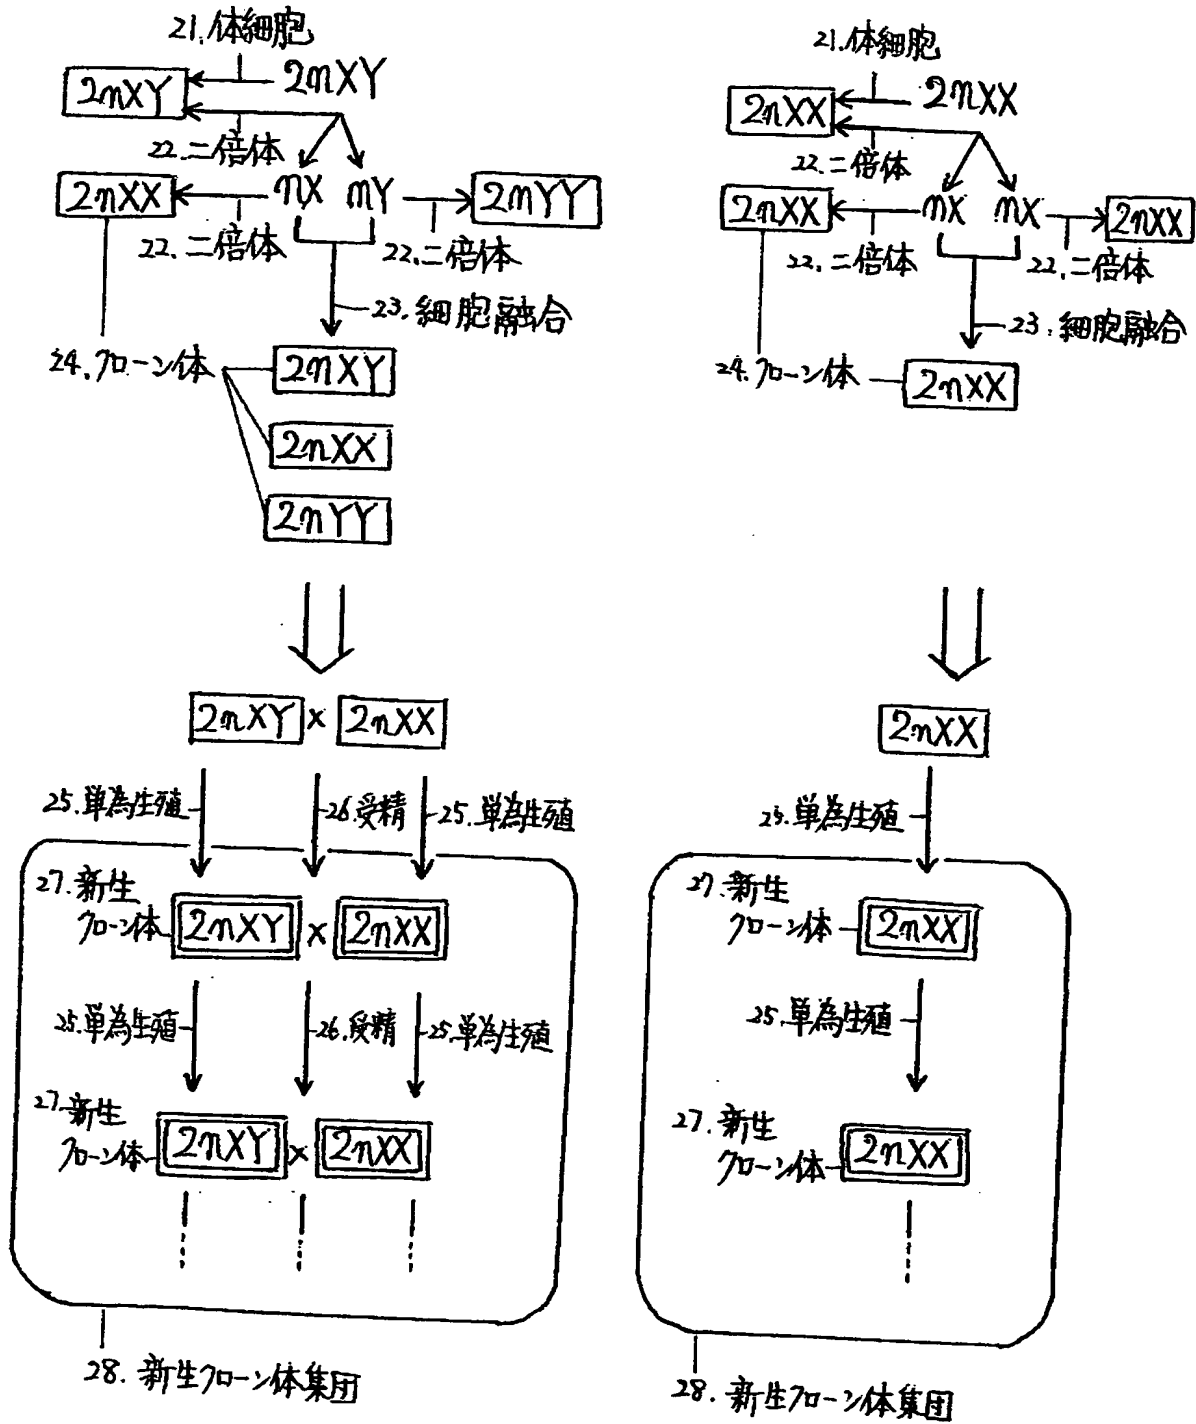 21.体細胞
2nXY
2nXY
22.二倍体
2nXX
nX
nY
2nYY
22.二倍体
22.二倍体
23.細胞融合
24.クローン体
2nXY
2nXX
2nYY
2nXY × 2nXX
25.単為生殖
26.受精
25.単為生殖
27.新生
クローン体
2nXY × 2nXX
25.単為生殖
26.受精
25.単為生殖
27.新生
クローン体
2nXY × 2nXX
28.新生クローン体集団
21.体細胞
2nXX
2nXX
22.二倍体
2nXX
nX
nX
2nXX
22.二倍体
22.二倍体
23.細胞融合
24.クローン体
2nXX
2nXX
25.単為生殖
27.新生
クローン体
2nXX
25.単為生殖
27.新生
クローン体
2nXX
28.新生クローン体集団